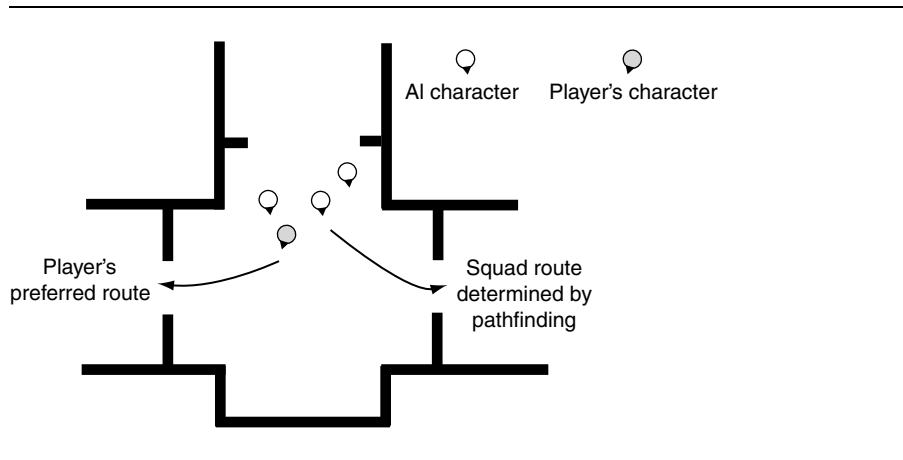 AI character
Player's character
Player's
preferred route
Squad route
determined by
pathfinding